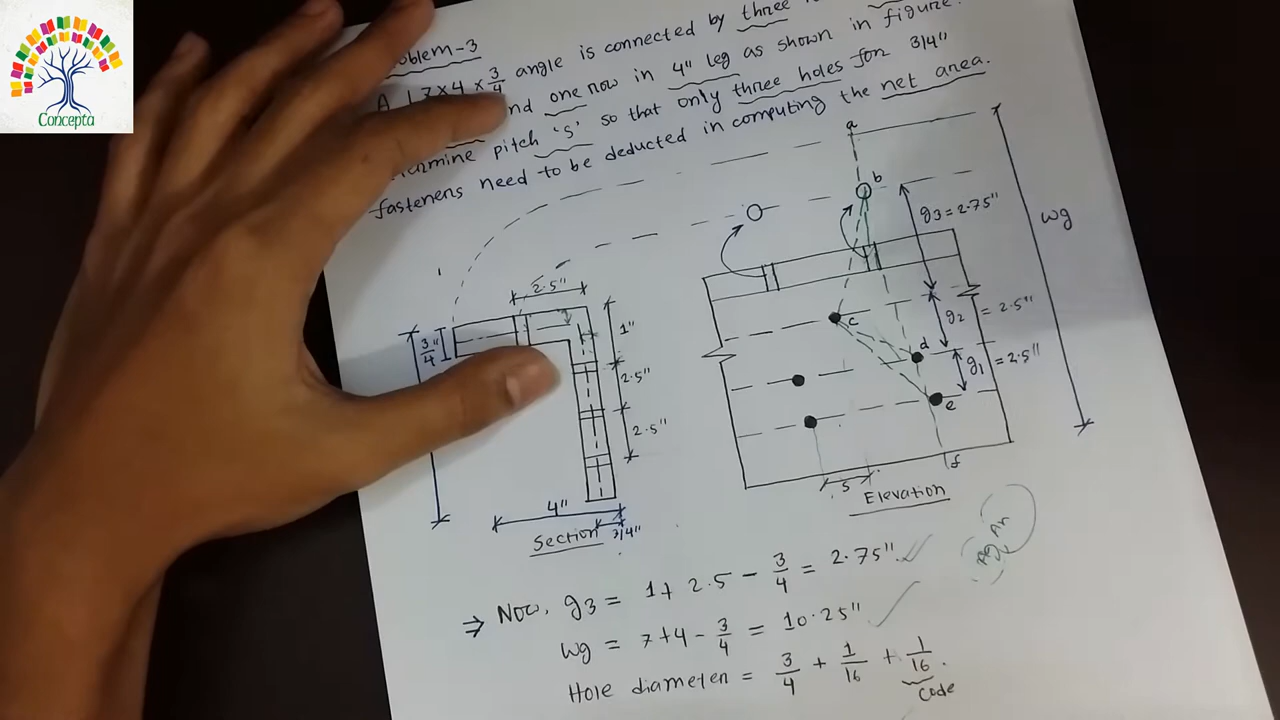 Concepta
oblem-3
A L7×4×3/4 angle is connected by three
nd one row in 4" leg as shown in figure.
ermine pitch 's' so that only three holes for 3/4"
fasteners need to be deducted in computing the net area.
a
b
g3=2.75"
wg
2.5"
c
g2 = 2.5"
3/4"
1"
d
g1 = 2.5"
2.5"
e
2.5"
s
f
4"
Elevation
Section
3/4"
⇒ Now, g3 = 1+2.5 - 3/4 = 2.75"
wg = 7+4 - 3/4 = 10.25"
Hole diameter = 3/4 + 1/16 + 1/16.
Code